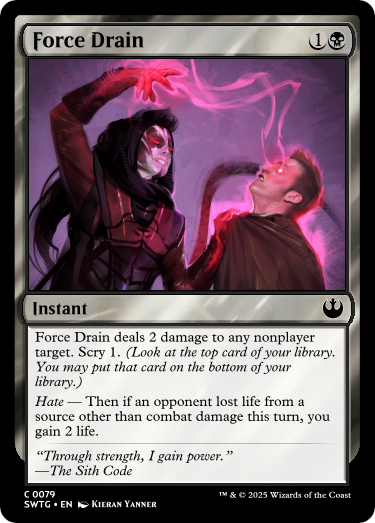 Force Drain 1
Instant
Force Drain deals 2 damage to any nonplayer
target. Scry 1. (Look at the top card of your library.
You may put that card on the bottom of your
library.)
Hate — Then if an opponent lost life from a
source other than combat damage this turn, you
gain 2 life.
“Through strength, I gain power.”
—The Sith Code
C 0079
SWTG • EN Kieran Yanner ™ & © 2025 Wizards of the Coast